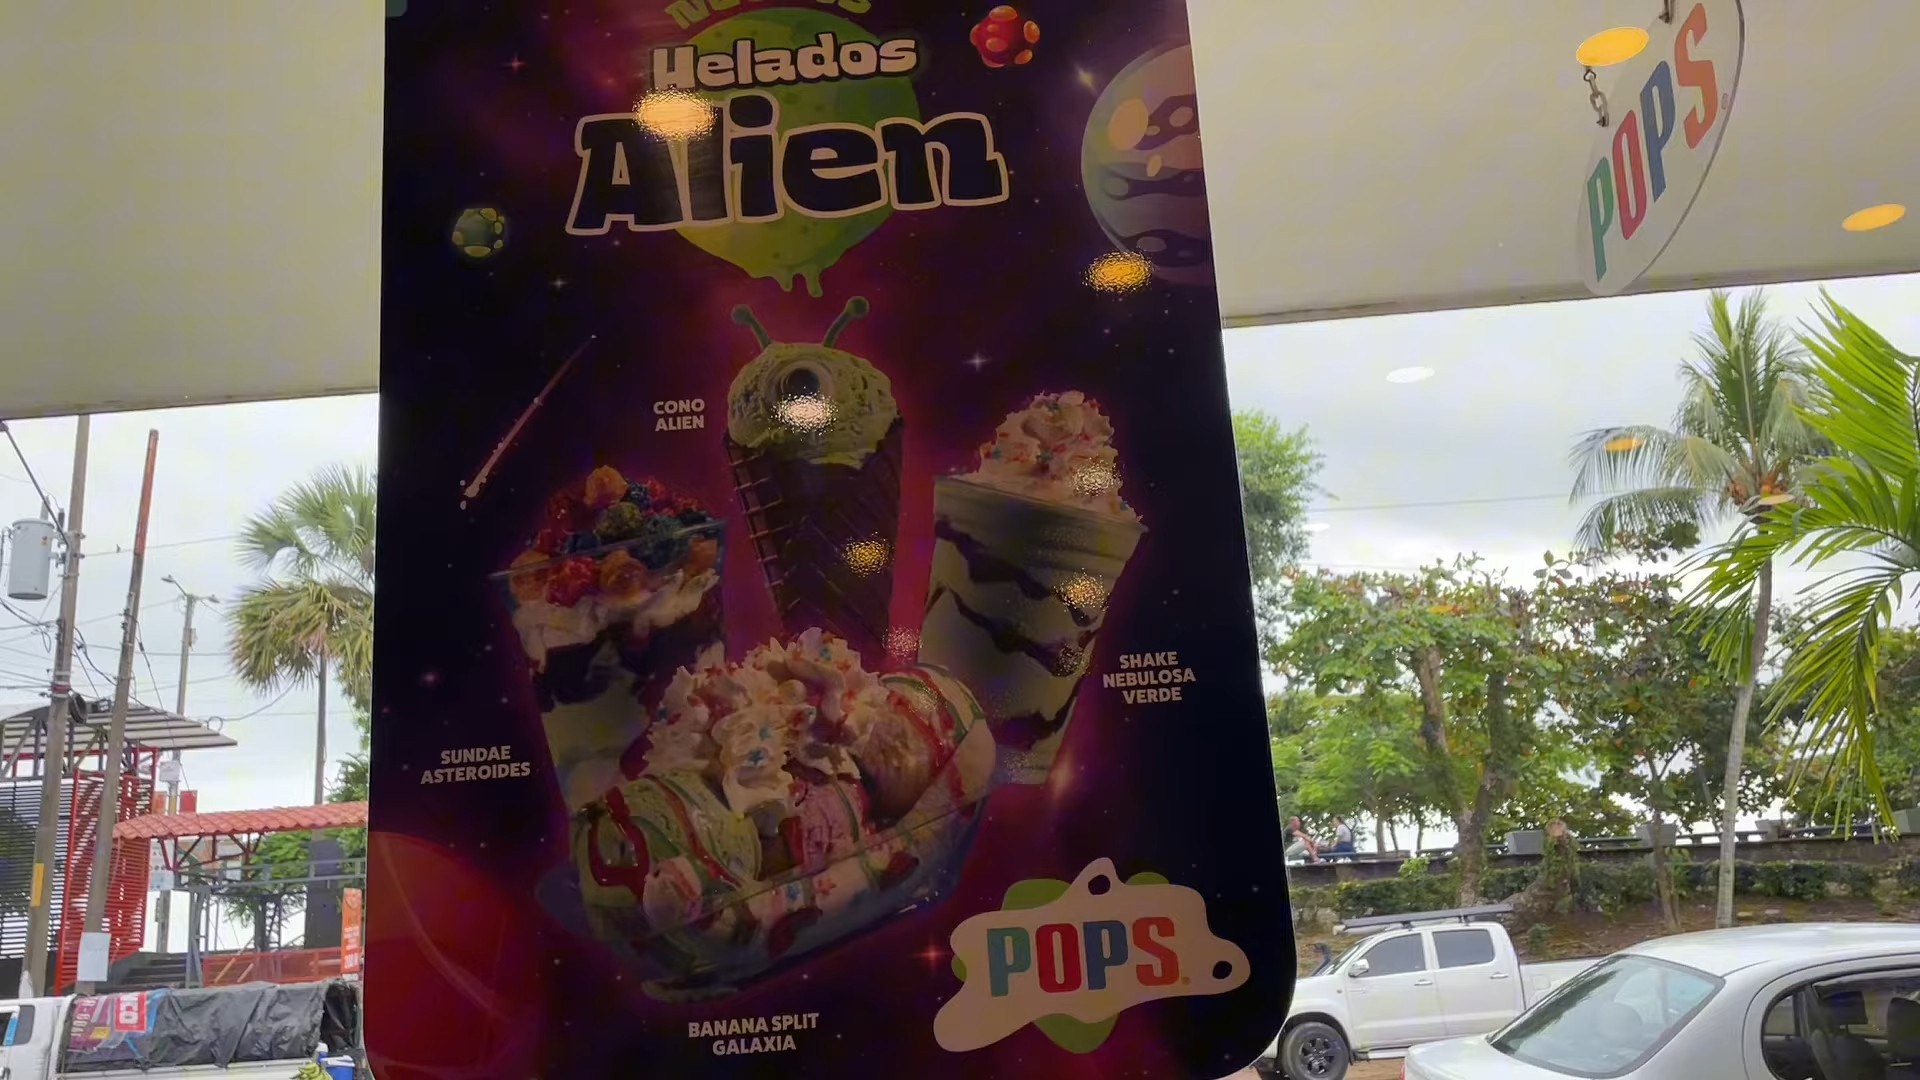 Helados
Alien
POPS
CONO
ALIEN
SHAKE
NEBULOSA
VERDE
SUNDAE
ASTEROIDES
POPS
BANANA SPLIT
GALAXIA